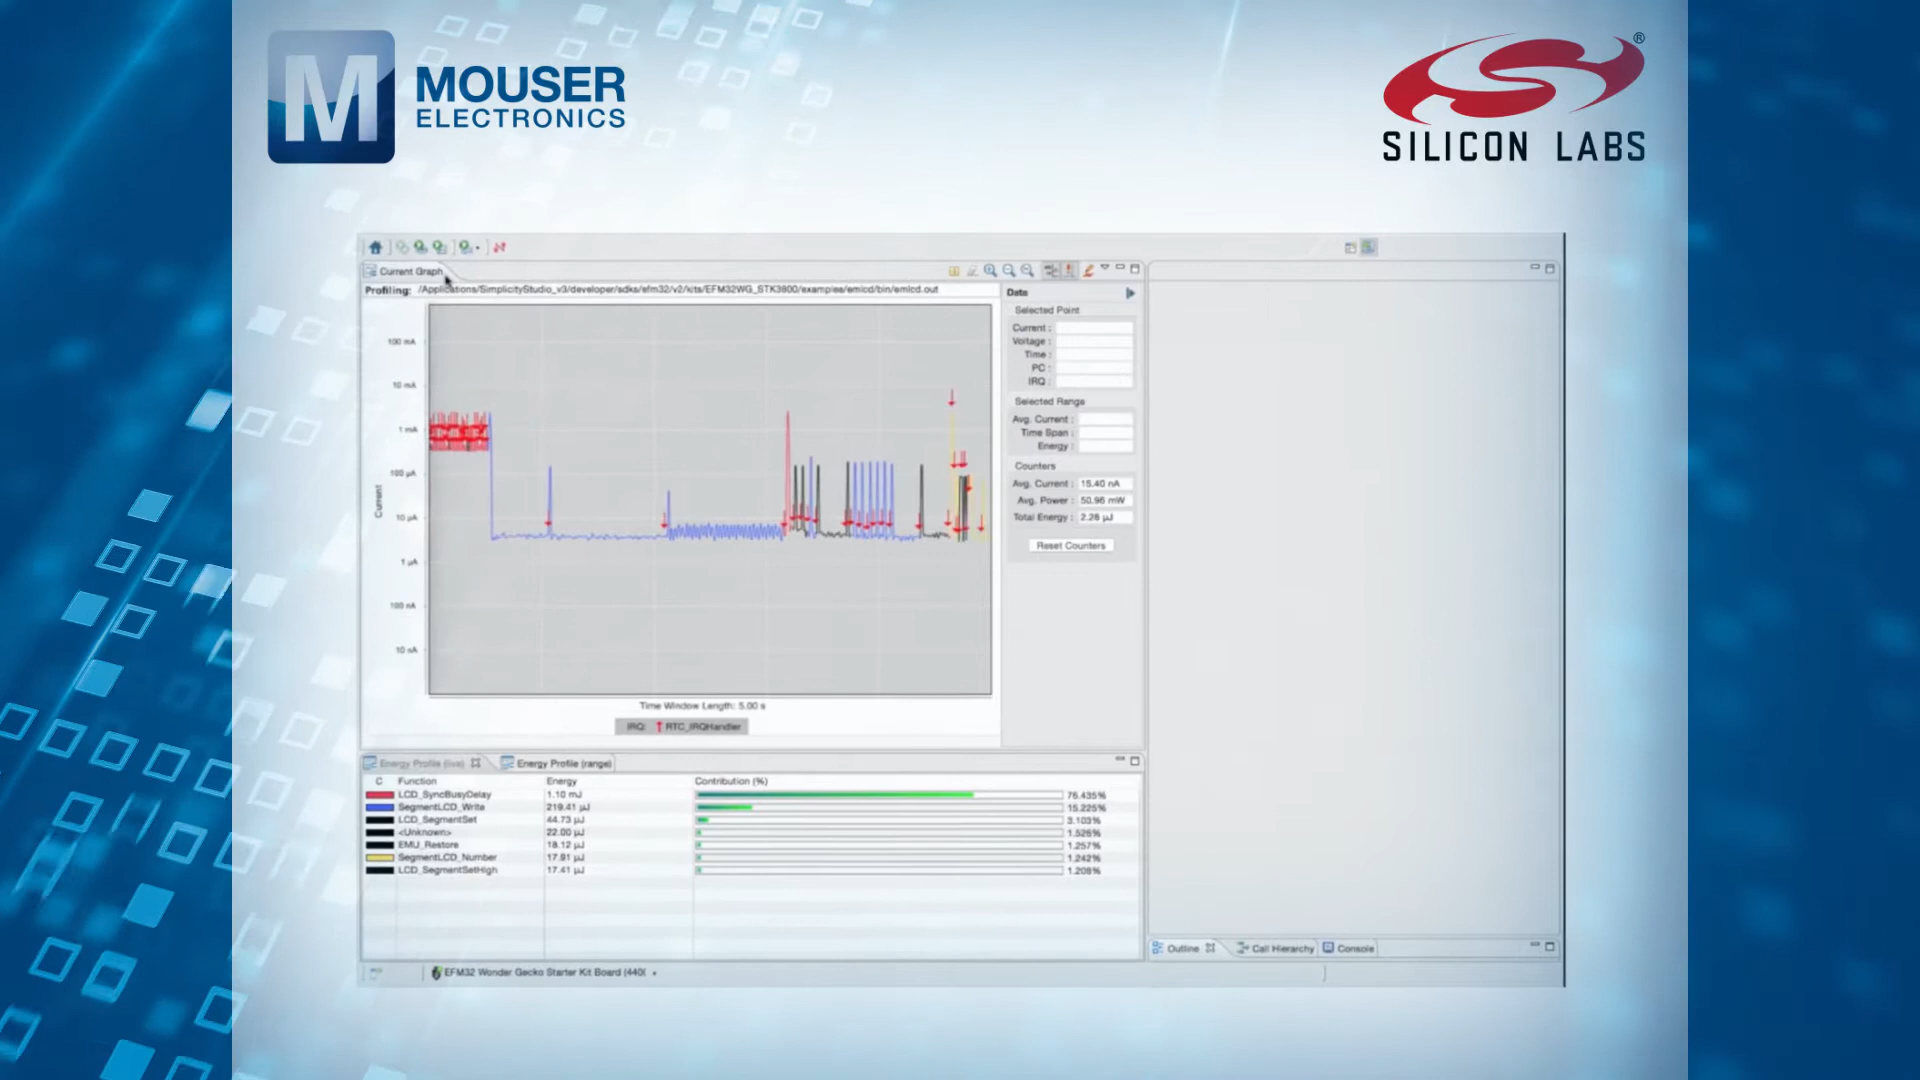 M MOUSER
ELECTRONICS
®
SILICON LABS
Current Graph
Profiling: /Applications/SimplicityStudio_v3/developer/sdks/efm32/v2/kits/EFM32WG_STK3800/examples/emlcd/bin/emlcd.out
100 mA
10 mA
1 mA
100 µA
10 µA
1 µA
100 nA
10 nA
Current
Time Window Length: 5.00 s
IRQ: RTC_IRQHandler
Data
Selected Point
Current :
Voltage :
Time :
PC :
IRQ :
Selected Range
Avg. Current :
Time Span :
Energy :
Counters
Avg. Current : 15.40 nA
Avg. Power : 50.96 mW
Total Energy : 2.26 µJ
Reset Counters
Energy Profile (live) Energy Profile (range)
C Function Energy Contribution (%)
LCD_SyncBusyDelay 1.10 mJ 76.435%
SegmentLCD_Write 219.41 µJ 15.225%
LCD_SegmentSet 44.73 µJ 3.103%
<Unknown> 22.00 µJ 1.526%
EMU_Restore 18.12 µJ 1.257%
SegmentLCD_Number 17.91 µJ 1.242%
LCD_SegmentSetHigh 17.41 µJ 1.208%
Outline Call Hierarchy Console
EFM32 Wonder Gecko Starter Kit Board (440(